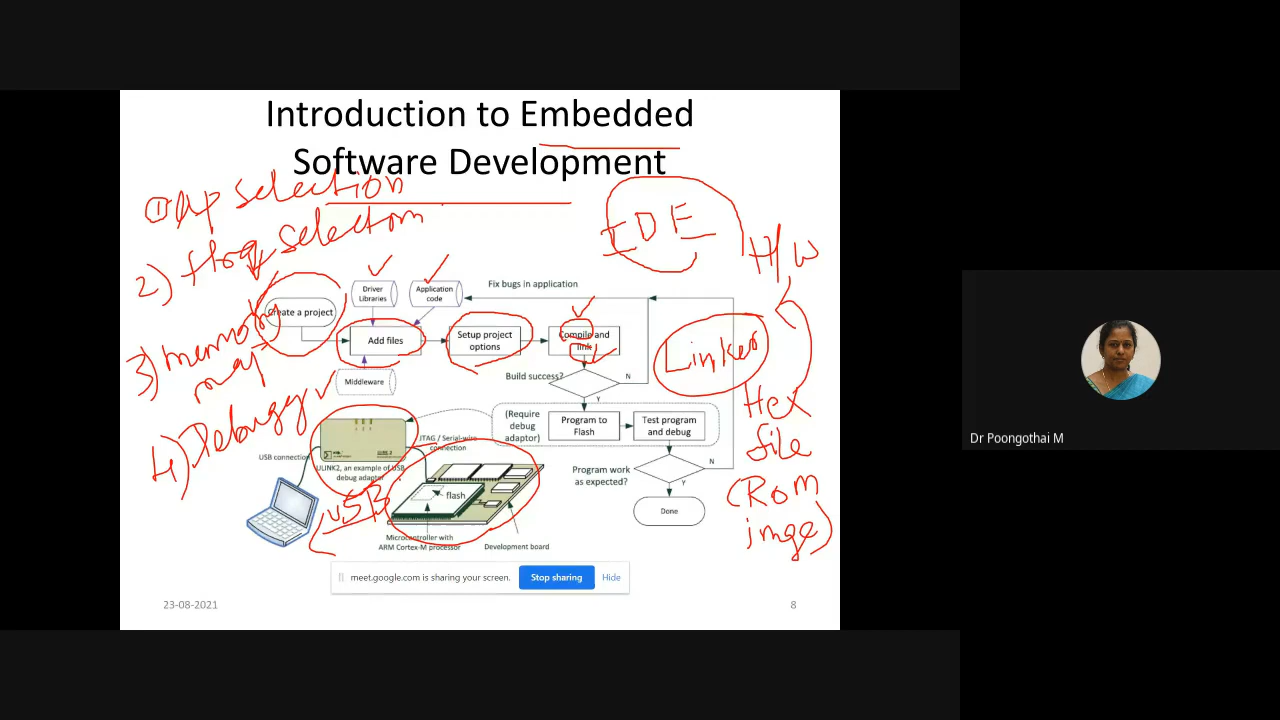 Introduction to Embedded
Software Development
① μp selection
2) freq selection
3) memory
map
4) Debugger
IDE
H/W
Linker
Hex
file
(Rom
imge)
USB
Create a project
Driver
Libraries
Application
code
Fix bugs in application
Add files
Setup project
options
Compile and
link
Middleware
Build success?
N
Y
(Require
debug
adaptor)
Program to
Flash
Test program
and debug
Program work
as expected?
N
Y
Done
JTAG / Serial-wire
connection
USB connection
ULINK2, an example of USB
debug adaptor
flash
Microcontroller with
ARM Cortex-M processor
Development board
meet.google.com is sharing your screen.
Stop sharing
Hide
23-08-2021
8
Dr Poongothai M